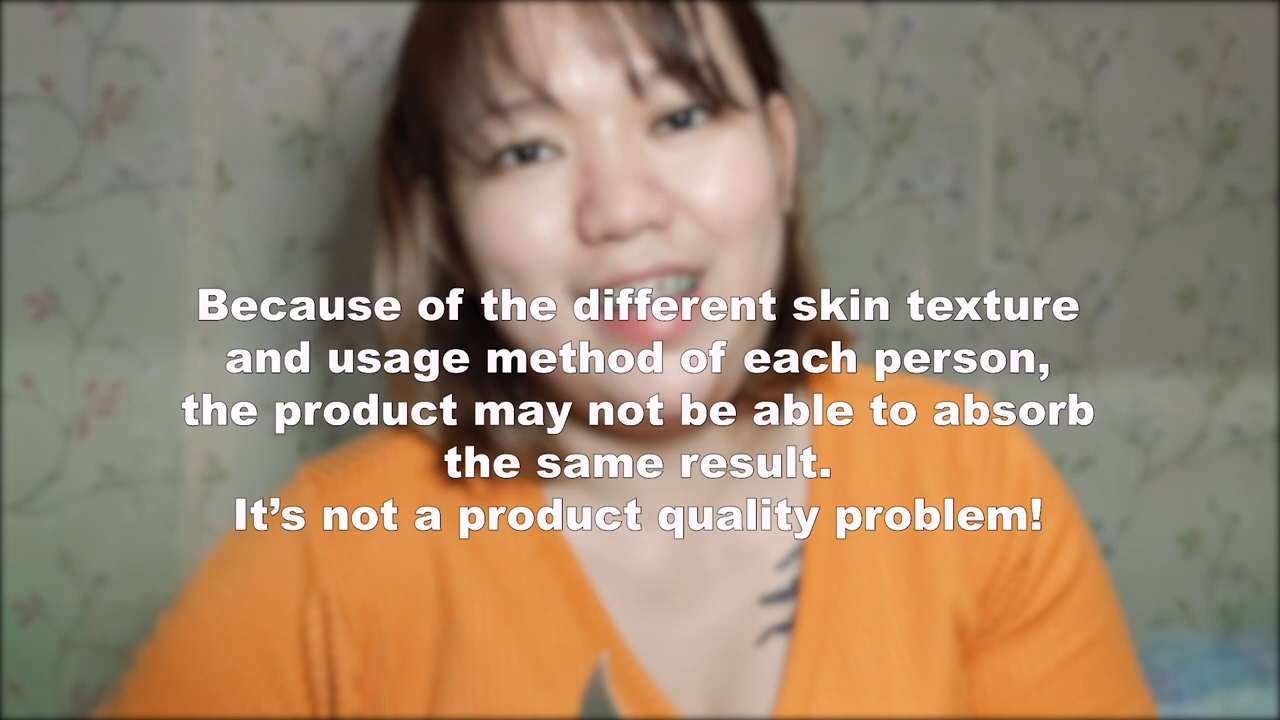 Because of the different skin texture
and usage method of each person,
the product may not be able to absorb
the same result.
It’s not a product quality problem!